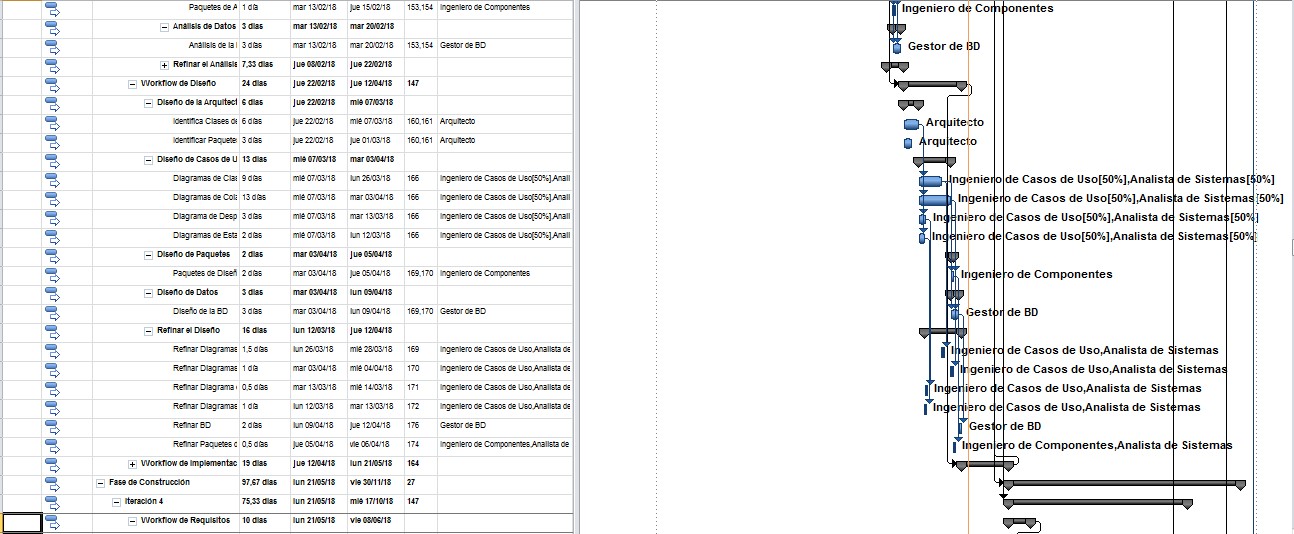 Paquetes de A 1 día mar 13/02/18 jue 15/02/18 153,154 Ingeniero de Componentes Ingeniero de Componentes
Análisis de Datos 3 días mar 13/02/18 mar 20/02/18
Análisis de la 3 días mar 13/02/18 mar 20/02/18 153,154 Gestor de BD Gestor de BD
Refinar el Análisis 7,33 días jue 08/02/18 jue 22/02/18
Workflow de Diseño 24 días jue 22/02/18 jue 12/04/18 147
Diseño de la Arquitect 6 días jue 22/02/18 mié 07/03/18
Identifica Clases de 6 días jue 22/02/18 mié 07/03/18 160,161 Arquitecto Arquitecto
Identificar Paquete 3 días jue 22/02/18 jue 01/03/18 160,161 Arquitecto Arquitecto
Diseño de Casos de U 13 días mié 07/03/18 mar 03/04/18
Diagramas de Clas 9 días mié 07/03/18 lun 26/03/18 166 Ingeniero de Casos de Uso[50%],Anali Ingeniero de Casos de Uso[50%],Analista de Sistemas[50%]
Diagramas de Cola 13 días mié 07/03/18 mar 03/04/18 166 Ingeniero de Casos de Uso[50%],Anali Ingeniero de Casos de Uso[50%],Analista de Sistemas[50%]
Diagrama de Desp 3 días mié 07/03/18 mar 13/03/18 166 Ingeniero de Casos de Uso[50%],Anali Ingeniero de Casos de Uso[50%],Analista de Sistemas[50%]
Diagramas de Esta 2 días mié 07/03/18 lun 12/03/18 166 Ingeniero de Casos de Uso[50%],Anali Ingeniero de Casos de Uso[50%],Analista de Sistemas[50%]
Diseño de Paquetes 2 días mar 03/04/18 jue 05/04/18
Paquetes de Diseñ 2 días mar 03/04/18 jue 05/04/18 169,170 Ingeniero de Componentes Ingeniero de Componentes
Diseño de Datos 3 días mar 03/04/18 lun 09/04/18
Diseño de la BD 3 días mar 03/04/18 lun 09/04/18 169,170 Gestor de BD Gestor de BD
Refinar el Diseño 16 días lun 12/03/18 jue 12/04/18
Refinar Diagramas 1,5 días lun 26/03/18 mié 28/03/18 169 Ingeniero de Casos de Uso,Analista de Ingeniero de Casos de Uso,Analista de Sistemas
Refinar Diagramas 1 día mar 03/04/18 mié 04/04/18 170 Ingeniero de Casos de Uso,Analista de Ingeniero de Casos de Uso,Analista de Sistemas
Refinar Diagrama 0,5 días mar 13/03/18 mié 14/03/18 171 Ingeniero de Casos de Uso,Analista de Ingeniero de Casos de Uso,Analista de Sistemas
Refinar Diagramas 1 día lun 12/03/18 mar 13/03/18 172 Ingeniero de Casos de Uso,Analista de Ingeniero de Casos de Uso,Analista de Sistemas
Refinar BD 2 días lun 09/04/18 jue 12/04/18 176 Gestor de BD Gestor de BD
Refinar Paquetes d 0,5 días jue 05/04/18 vie 06/04/18 174 Ingeniero de Componentes,Analista de Ingeniero de Componentes,Analista de Sistemas
Workflow de Implementac 19 días jue 12/04/18 lun 21/05/18 164
Fase de Construcción 97,67 días lun 21/05/18 vie 30/11/18 27
Iteración 4 75,33 días lun 21/05/18 mié 17/10/18 147
Workflow de Requisitos 10 días lun 21/05/18 vie 08/06/18